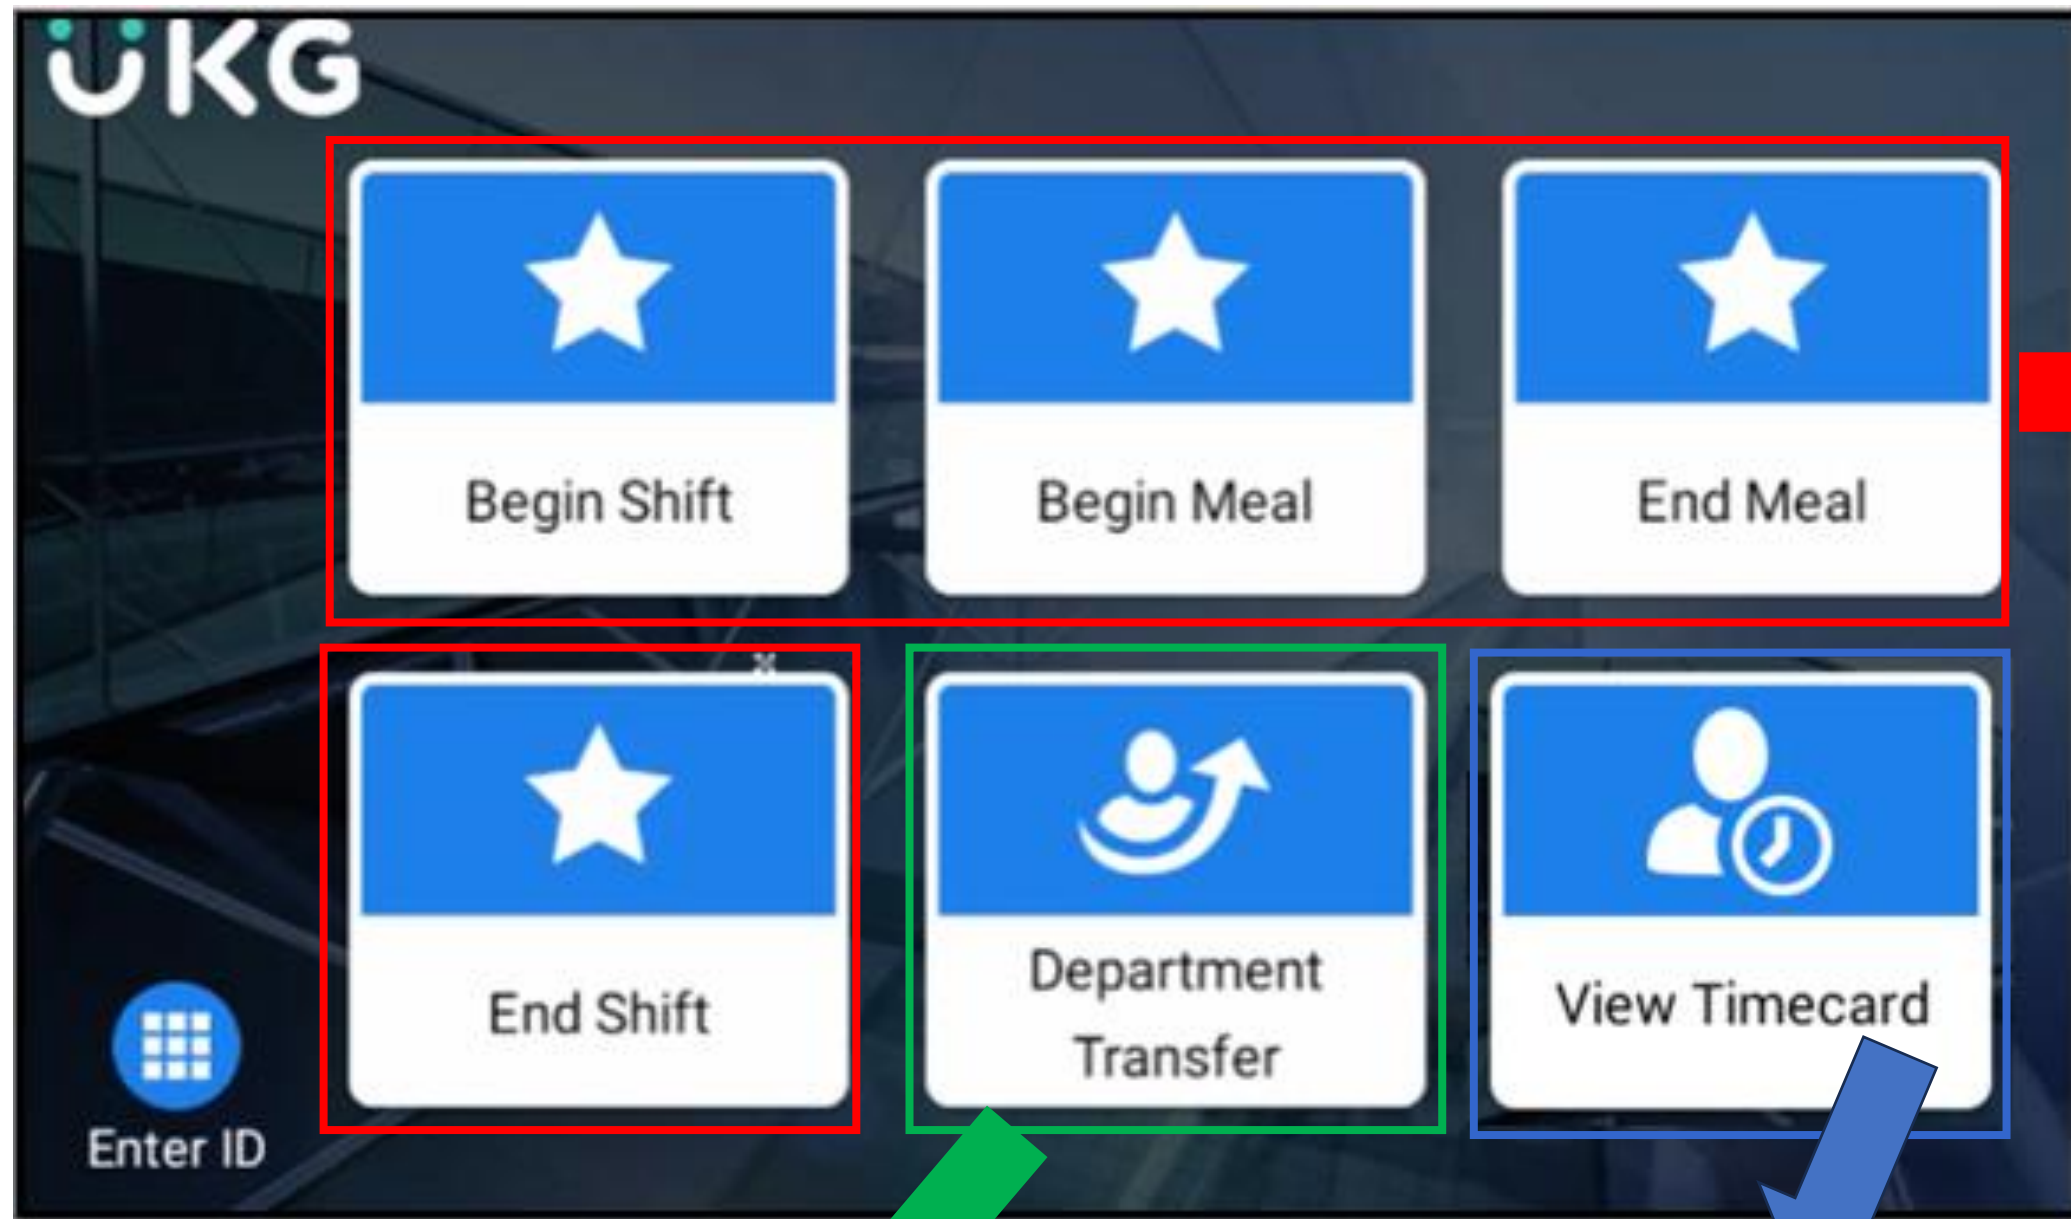 UKG
Begin Shift
Begin Meal
End Meal
End Shift
Department
Transfer
View Timecard
Enter ID